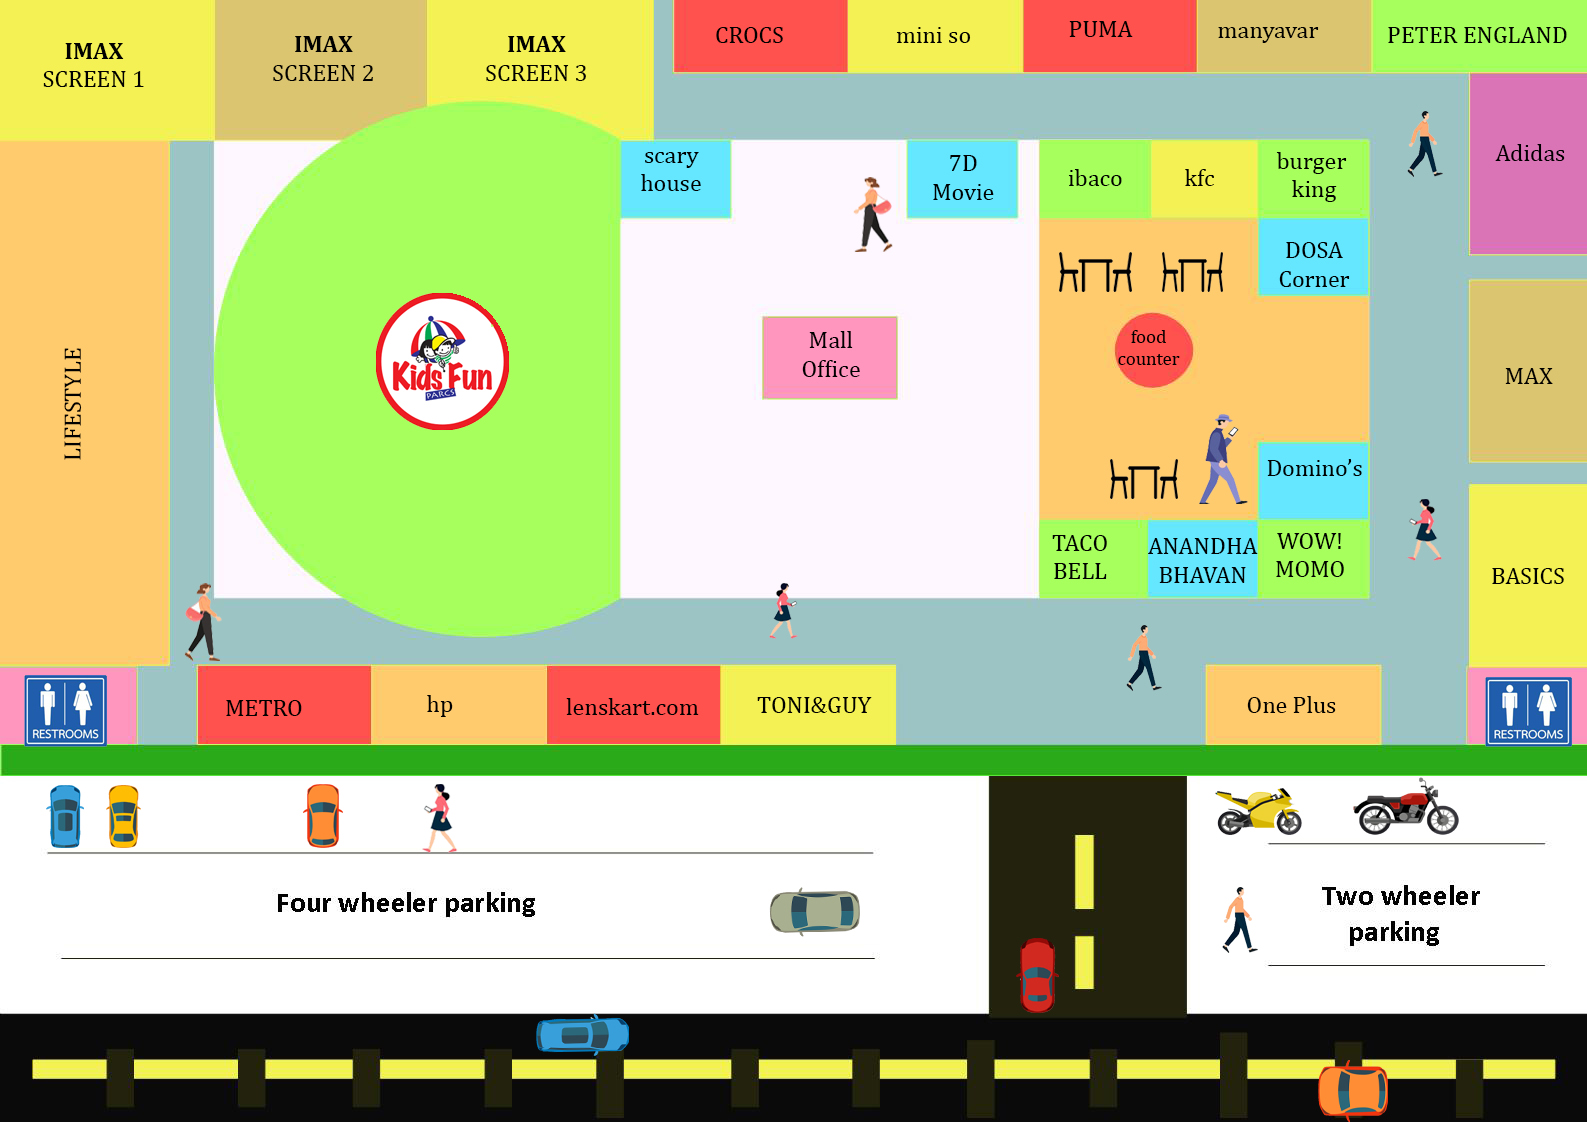 IMAX
SCREEN 1
IMAX
SCREEN 2
IMAX
SCREEN 3
CROCS
mini so
PUMA
manyavar
PETER ENGLAND
scary
house
7D
Movie
ibaco
kfc
burger
king
Adidas
DOSA
Corner
LIFESTYLE
Kids Fun
PARCS
Mall
Office
food
counter
MAX
Domino's
TACO
BELL
ANANDHA
BHAVAN
WOW!
MOMO
BASICS
RESTROOMS
METRO
hp
lenskart.com
TONI&GUY
One Plus
RESTROOMS
Four wheeler parking
Two wheeler
parking